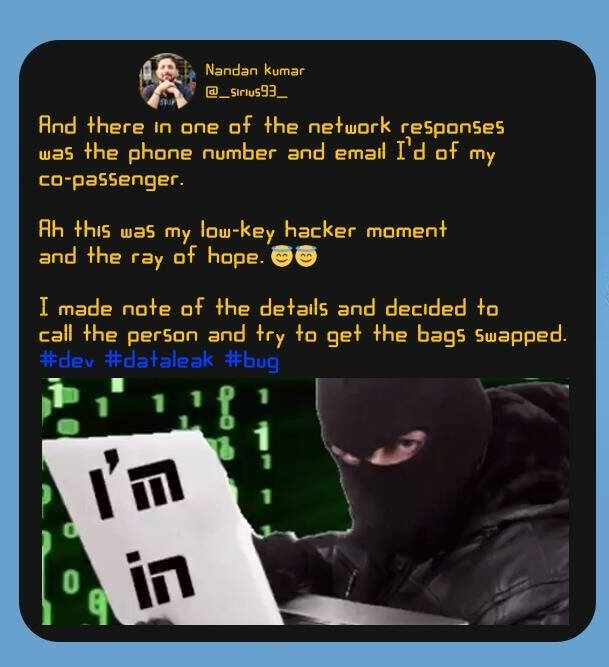 Nandan kumar
@_sirius93_
And there in one of the network responses
was the phone number and email I'd of my
co-passenger.
Ah this was my low-key hacker moment
and the ray of hope. 😇😇
I made note of the details and decided to
call the person and try to get the bags swapped.
#dev #dataleak #bug
I'm
in